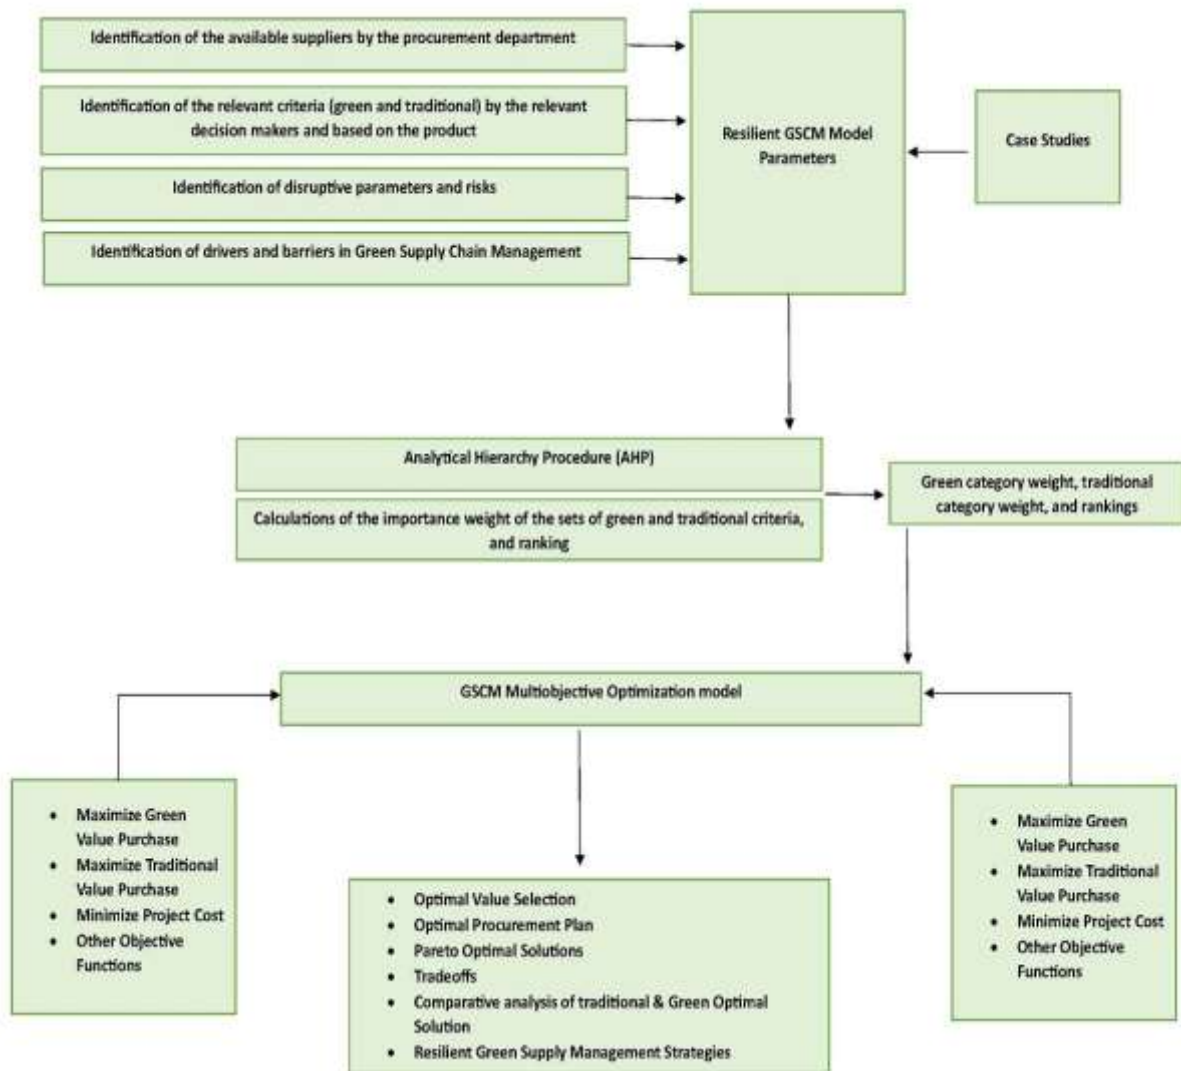 Identification of the available suppliers by the procurement department
Identification of the relevant criteria (green and traditional) by the relevant
decision makers and based on the product
Identification of disruptive parameters and risks
Identification of drivers and barriers in Green Supply Chain Management
Resilient GSCM Model
Parameters
Case Studies
Analytical Hierarchy Procedure (AHP)
Calculations of the importance weight of the sets of green and traditional criteria,
and ranking
Green category weight, traditional
category weight, and rankings
GSCM Multiobjective Optimization model
• Maximize Green
Value Purchase
• Maximize Traditional
Value Purchase
• Minimize Project Cost
• Other Objective
Functions
• Optimal Value Selection
• Optimal Procurement Plan
• Pareto Optimal Solutions
• Tradeoffs
• Comparative analysis of traditional & Green Optimal
Solution
• Resilient Green Supply Management Strategies
• Maximize Green
Value Purchase
• Maximize Traditional
Value Purchase
• Minimize Project Cost
• Other Objective
Functions